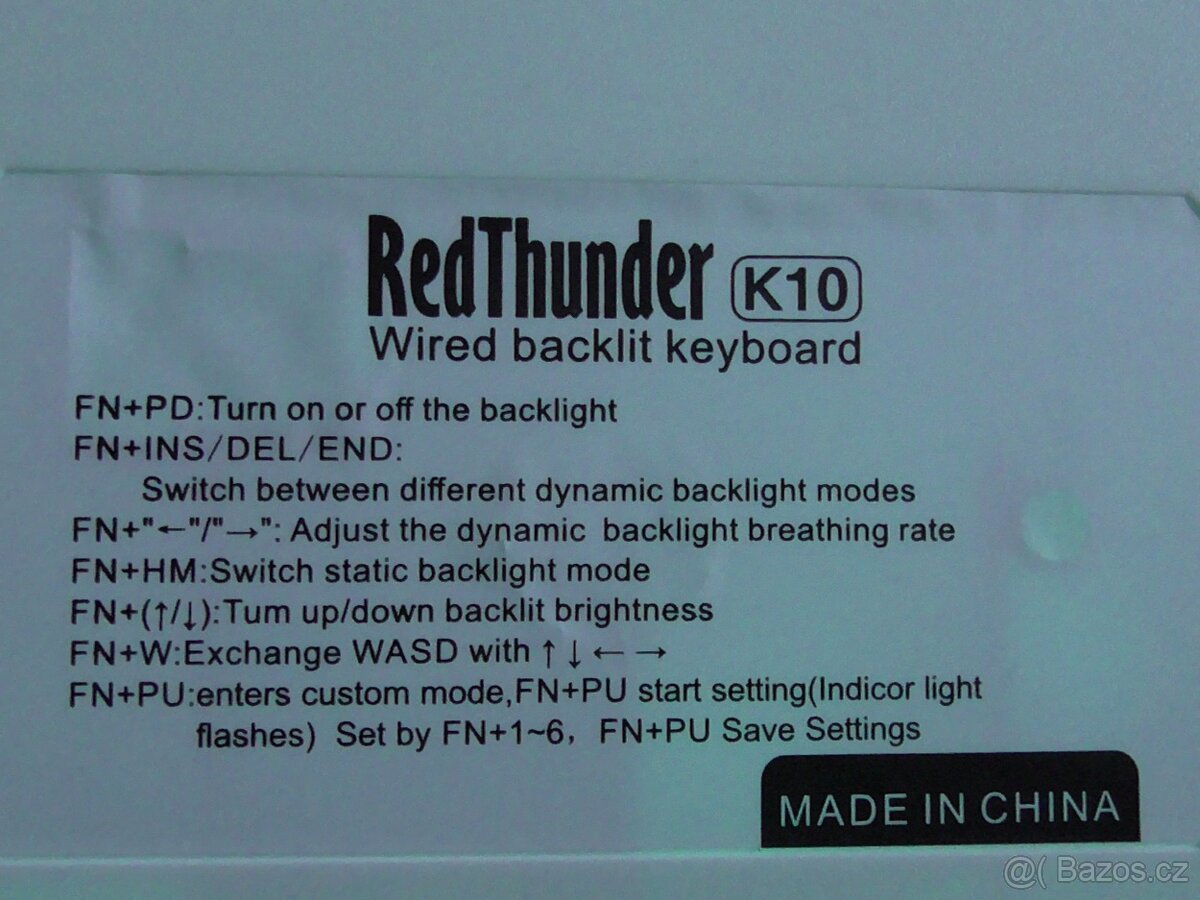 RedThunder K10
Wired backlit keyboard
FN+PD:Turn on or off the backlight
FN+INS/DEL/END:
Switch between different dynamic backlight modes
FN+"←"/"→": Adjust the dynamic backlight breathing rate
FN+HM:Switch static backlight mode
FN+(↑/↓):Tum up/down backlit brightness
FN+W:Exchange WASD with ↑ ↓ ← →
FN+PU:enters custom mode,FN+PU start setting(Indicor light
flashes) Set by FN+1~6, FN+PU Save Settings
MADE IN CHINA
@( Bazos.cz